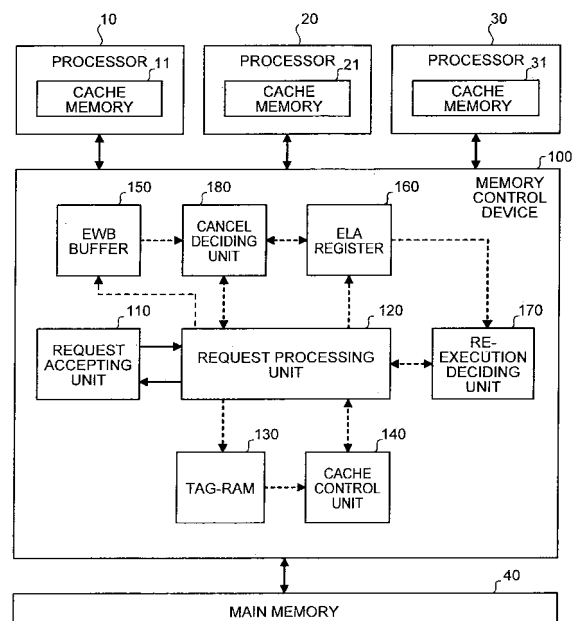 10
20
30
PROCESSOR
11
CACHE
MEMORY
PROCESSOR
21
CACHE
MEMORY
PROCESSOR
31
CACHE
MEMORY
100
MEMORY
CONTROL
DEVICE
150
EWB
BUFFER
180
CANCEL
DECIDING
UNIT
160
ELA
REGISTER
110
REQUEST
ACCEPTING
UNIT
120
REQUEST PROCESSING
UNIT
170
RE-
EXECUTION
DECIDING
UNIT
130
TAG-RAM
140
CACHE
CONTROL
UNIT
40
MAIN MEMORY